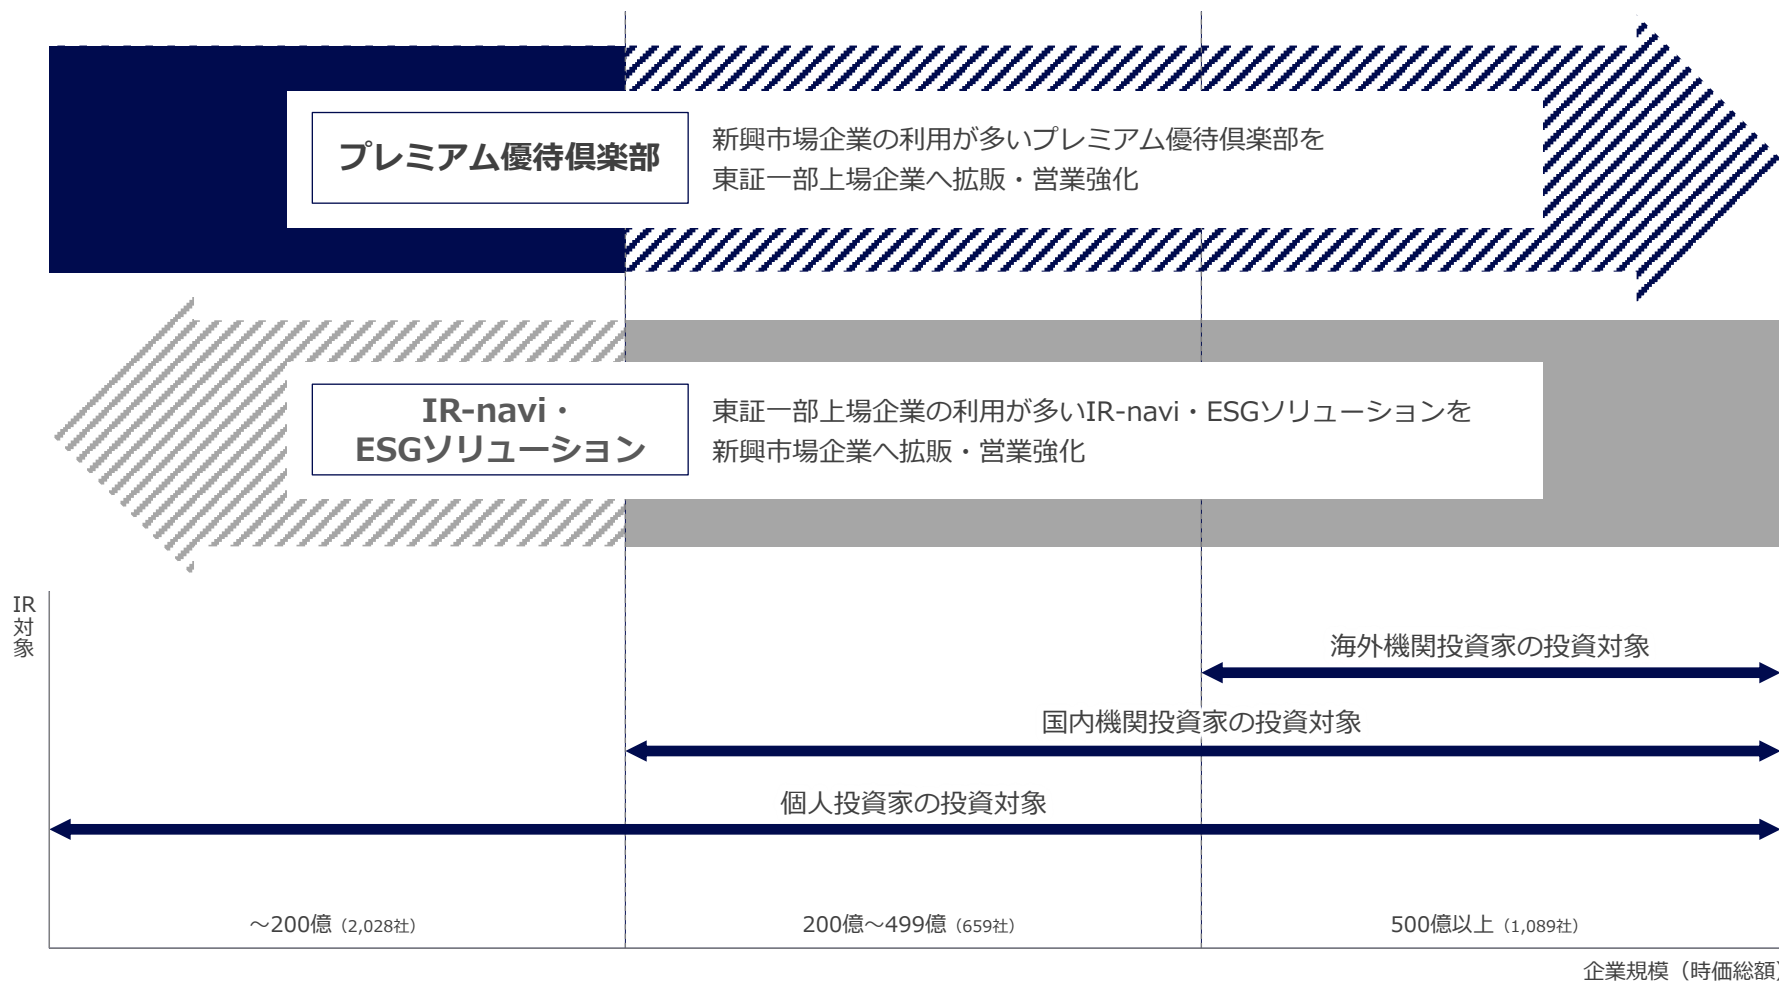 プレミアム優待倶楽部
新興市場企業の利用が多いプレミアム優待倶楽部を
東証一部上場企業へ拡販・営業強化
IR-navi・
ESGソリューション
東証一部上場企業の利用が多いIR-navi・ESGソリューションを
新興市場企業へ拡販・営業強化
IR対象
海外機関投資家の投資対象
国内機関投資家の投資対象
個人投資家の投資対象
～200億（2,028社）
200億～499億（659社）
500億以上（1,089社）
企業規模（時価総額）